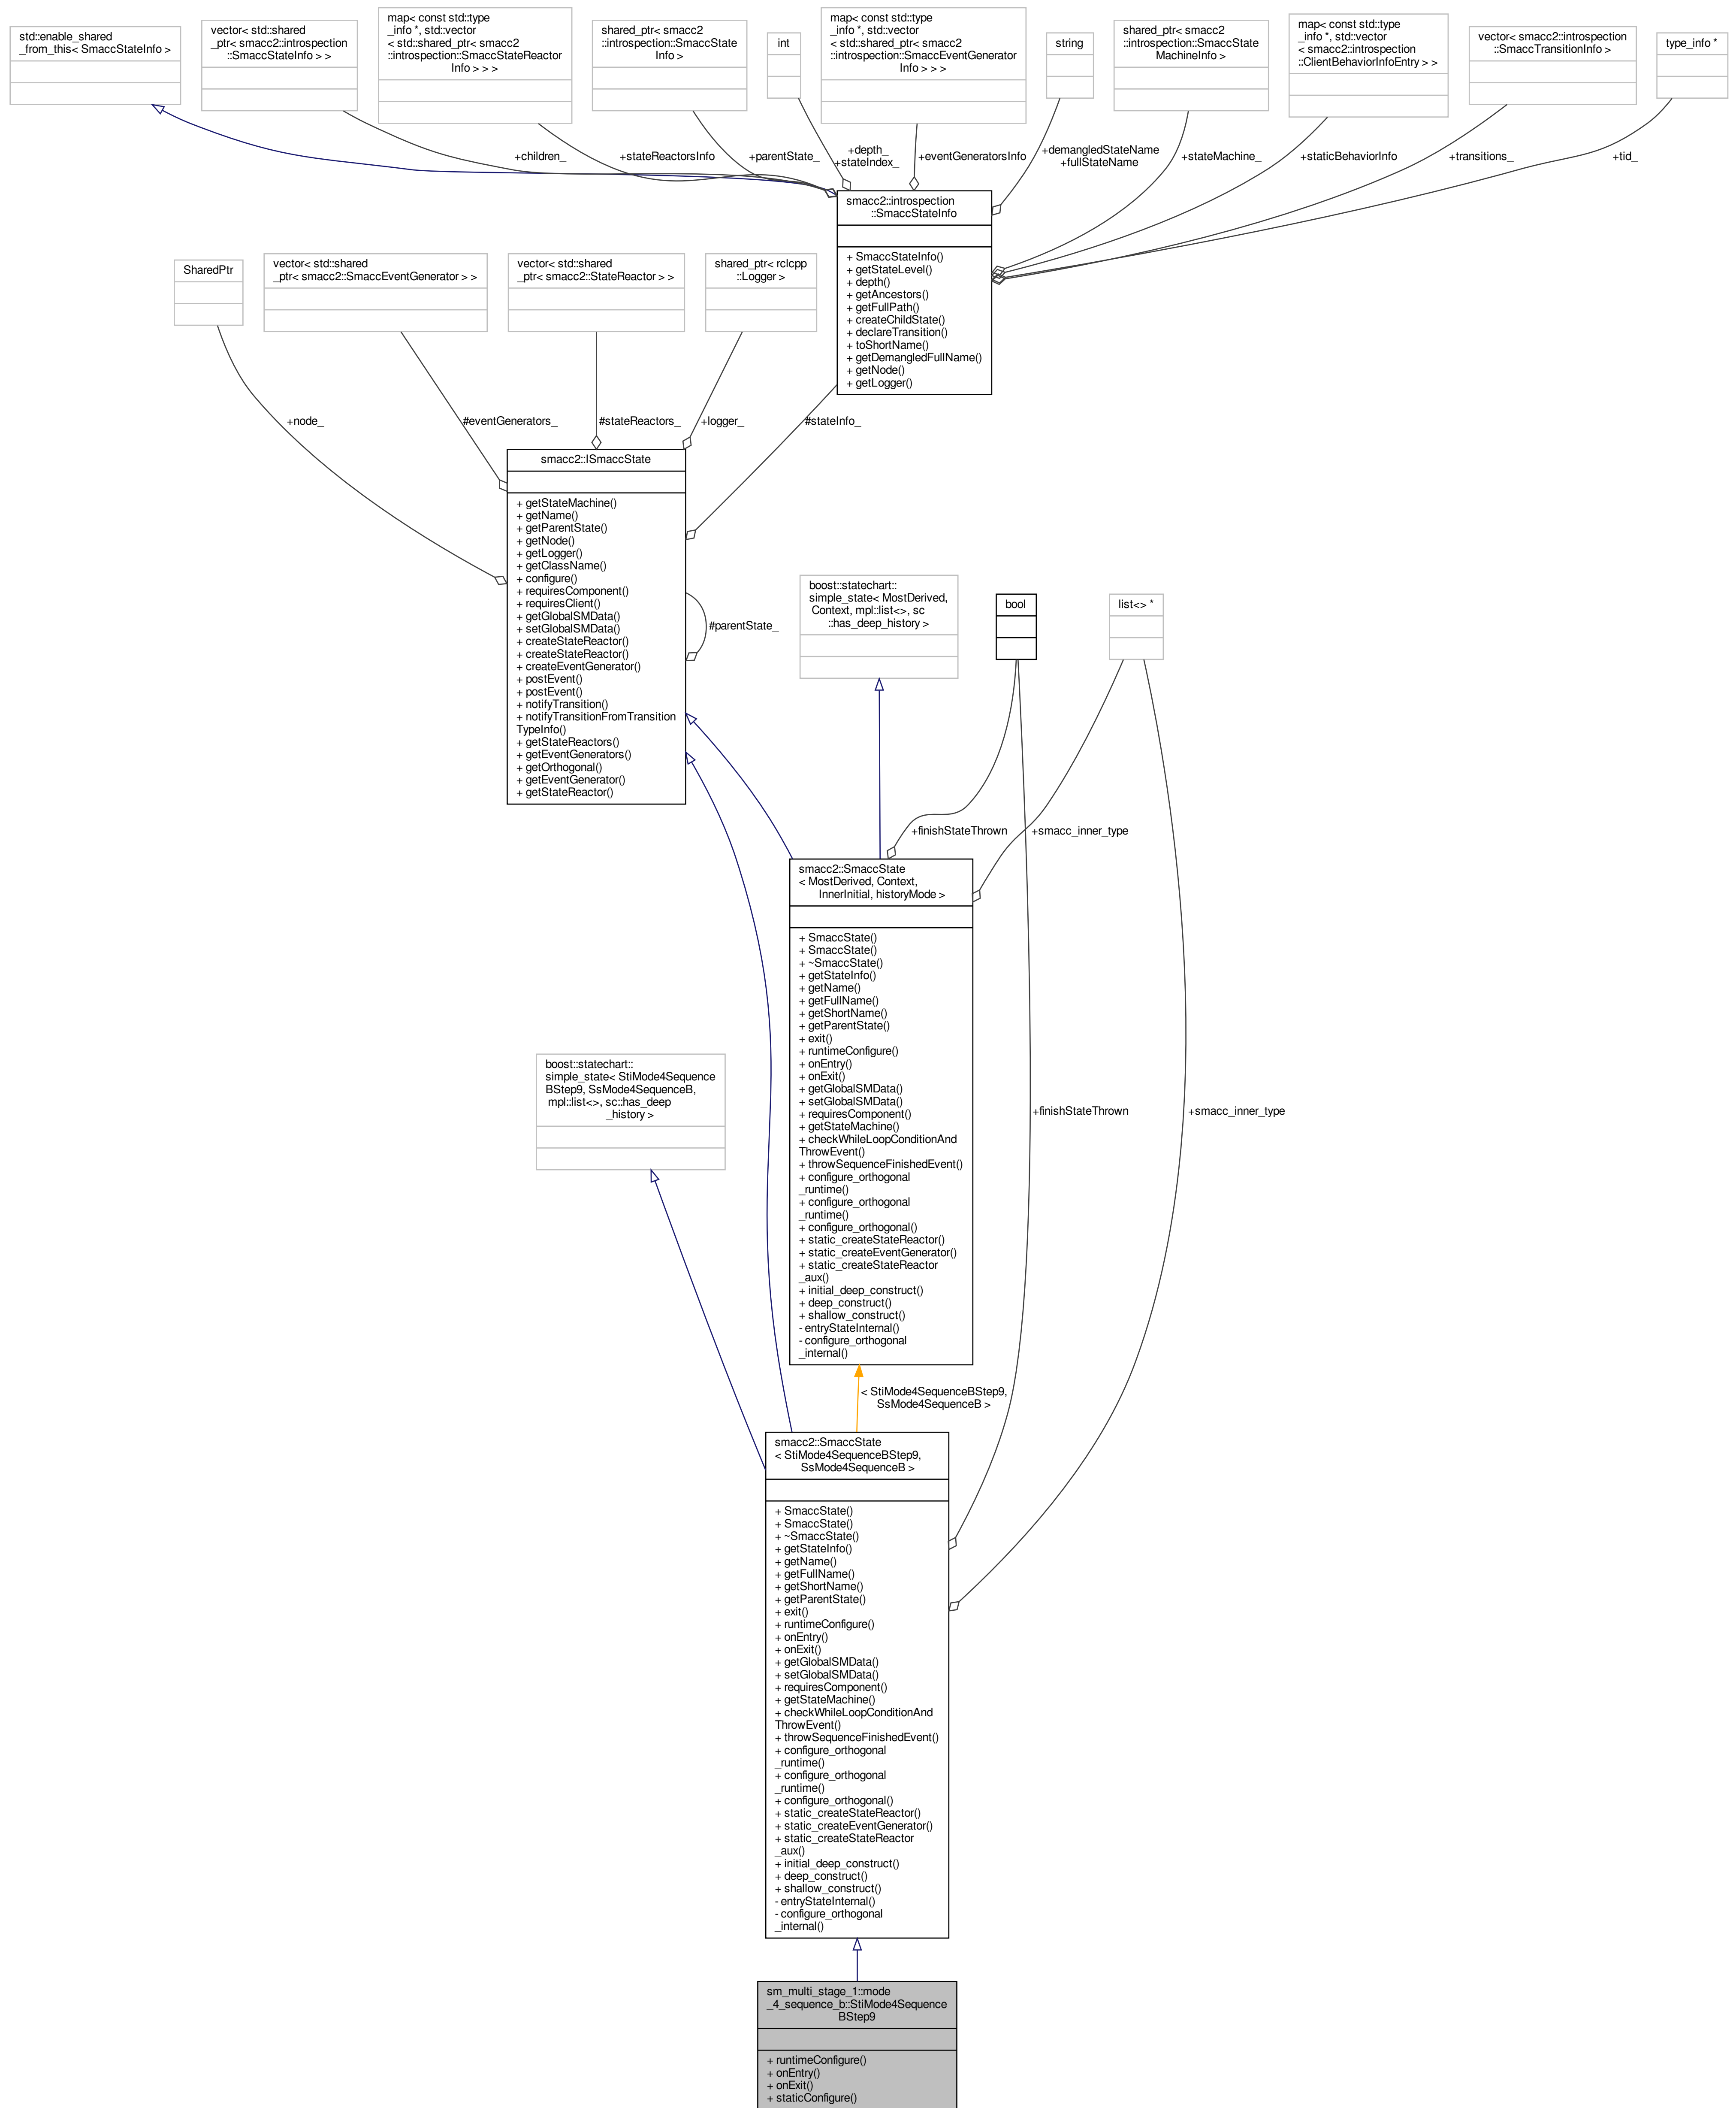 std::enable_shared
_from_this< SmaccStateInfo >
vector< std::shared
_ptr< smacc2::introspection
::SmaccStateInfo > >
map< const std::type
_info *, std::vector
< std::shared_ptr< smacc2
::introspection::SmaccStateReactor
Info > > >
shared_ptr< smacc2
::introspection::SmaccState
Info >
int
map< const std::type
_info *, std::vector
< std::shared_ptr< smacc2
::introspection::SmaccEventGenerator
Info > > >
string
shared_ptr< smacc2
::introspection::SmaccState
MachineInfo >
map< const std::type
_info *, std::vector
< smacc2::introspection
::ClientBehaviorInfoEntry > >
vector< smacc2::introspection
::SmaccTransitionInfo >
type_info *
+children_
+stateReactorsInfo
+parentState_
+depth_
+stateIndex_
+eventGeneratorsInfo
+demangledStateName
+fullStateName
+stateMachine_
+staticBehaviorInfo
+transitions_
+tid_
smacc2::introspection
::SmaccStateInfo
+ SmaccStateInfo()
+ getStateLevel()
+ depth()
+ getAncestors()
+ getFullPath()
+ createChildState()
+ declareTransition()
+ toShortName()
+ getDemangledFullName()
+ getNode()
+ getLogger()
SharedPtr
vector< std::shared
_ptr< smacc2::SmaccEventGenerator > >
vector< std::shared
_ptr< smacc2::StateReactor > >
shared_ptr< rclcpp
::Logger >
+node_
#eventGenerators_
#stateReactors_
+logger_
#stateInfo_
smacc2::ISmaccState
+ getStateMachine()
+ getName()
+ getParentState()
+ getNode()
+ getLogger()
+ getClassName()
+ configure()
+ requiresComponent()
+ requiresClient()
+ getGlobalSMData()
+ setGlobalSMData()
+ createStateReactor()
+ createStateReactor()
+ createEventGenerator()
+ postEvent()
+ postEvent()
+ notifyTransition()
+ notifyTransitionFromTransition
TypeInfo()
+ getStateReactors()
+ getEventGenerators()
+ getOrthogonal()
+ getEventGenerator()
+ getStateReactor()
#parentState_
boost::statechart::
simple_state< MostDerived,
Context, mpl::list<>, sc
::has_deep_history >
bool
list<> *
+finishStateThrown
+smacc_inner_type
smacc2::SmaccState
< MostDerived, Context,
InnerInitial, historyMode >
+ SmaccState()
+ SmaccState()
+ ~SmaccState()
+ getStateInfo()
+ getName()
+ getFullName()
+ getShortName()
+ getParentState()
+ exit()
+ runtimeConfigure()
+ onEntry()
+ onExit()
+ getGlobalSMData()
+ setGlobalSMData()
+ requiresComponent()
+ getStateMachine()
+ checkWhileLoopConditionAnd
ThrowEvent()
+ throwSequenceFinishedEvent()
+ configure_orthogonal
_runtime()
+ configure_orthogonal
_runtime()
+ configure_orthogonal()
+ static_createStateReactor()
+ static_createEventGenerator()
+ static_createStateReactor
_aux()
+ initial_deep_construct()
+ deep_construct()
+ shallow_construct()
- entryStateInternal()
- configure_orthogonal
_internal()
boost::statechart::
simple_state< StiMode4Sequence
BStep9, SsMode4SequenceB,
mpl::list<>, sc::has_deep
_history >
+finishStateThrown
+smacc_inner_type
< StiMode4SequenceBStep9,
SsMode4SequenceB >
smacc2::SmaccState
< StiMode4SequenceBStep9,
SsMode4SequenceB >
+ SmaccState()
+ SmaccState()
+ ~SmaccState()
+ getStateInfo()
+ getName()
+ getFullName()
+ getShortName()
+ getParentState()
+ exit()
+ runtimeConfigure()
+ onEntry()
+ onExit()
+ getGlobalSMData()
+ setGlobalSMData()
+ requiresComponent()
+ getStateMachine()
+ checkWhileLoopConditionAnd
ThrowEvent()
+ throwSequenceFinishedEvent()
+ configure_orthogonal
_runtime()
+ configure_orthogonal
_runtime()
+ configure_orthogonal()
+ static_createStateReactor()
+ static_createEventGenerator()
+ static_createStateReactor
_aux()
+ initial_deep_construct()
+ deep_construct()
+ shallow_construct()
- entryStateInternal()
- configure_orthogonal
_internal()
sm_multi_stage_1::mode
_4_sequence_b::StiMode4Sequence
BStep9
+ runtimeConfigure()
+ onEntry()
+ onExit()
+ staticConfigure()